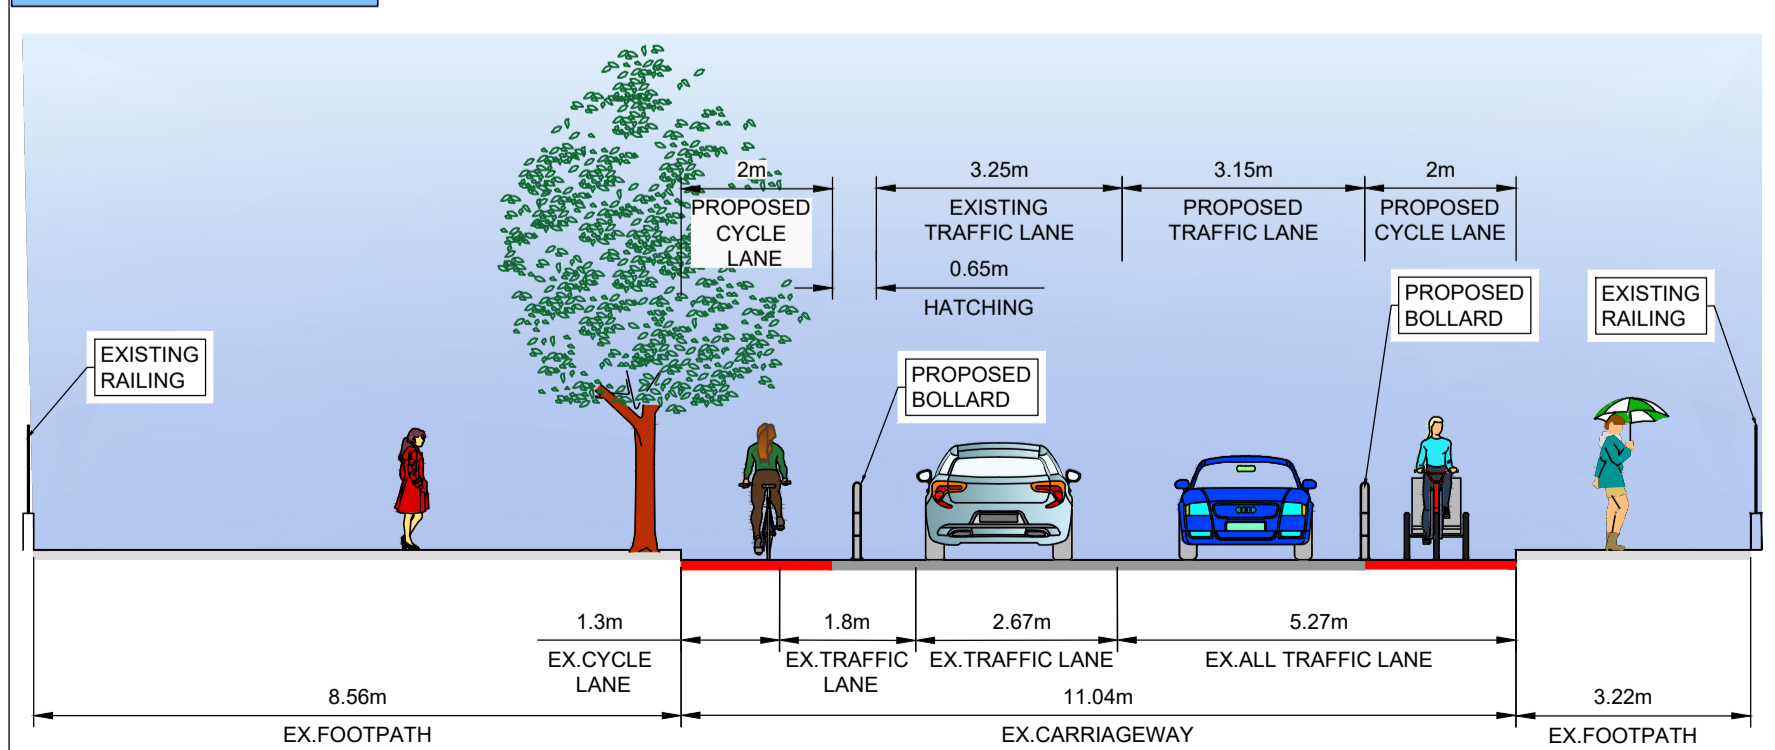 2m
PROPOSED
CYCLE
LANE
3.25m
EXISTING
TRAFFIC LANE
3.15m
PROPOSED
TRAFFIC LANE
2m
PROPOSED
CYCLE LANE
0.65m
HATCHING
PROPOSED
BOLLARD
EXISTING
RAILING
EXISTING
RAILING
PROPOSED
BOLLARD
1.3m
EX.CYCLE
LANE
1.8m
EX.TRAFFIC
LANE
2.67m
EX.TRAFFIC LANE
5.27m
EX.ALL TRAFFIC LANE
8.56m
EX.FOOTPATH
11.04m
EX.CARRIAGEWAY
3.22m
EX.FOOTPATH